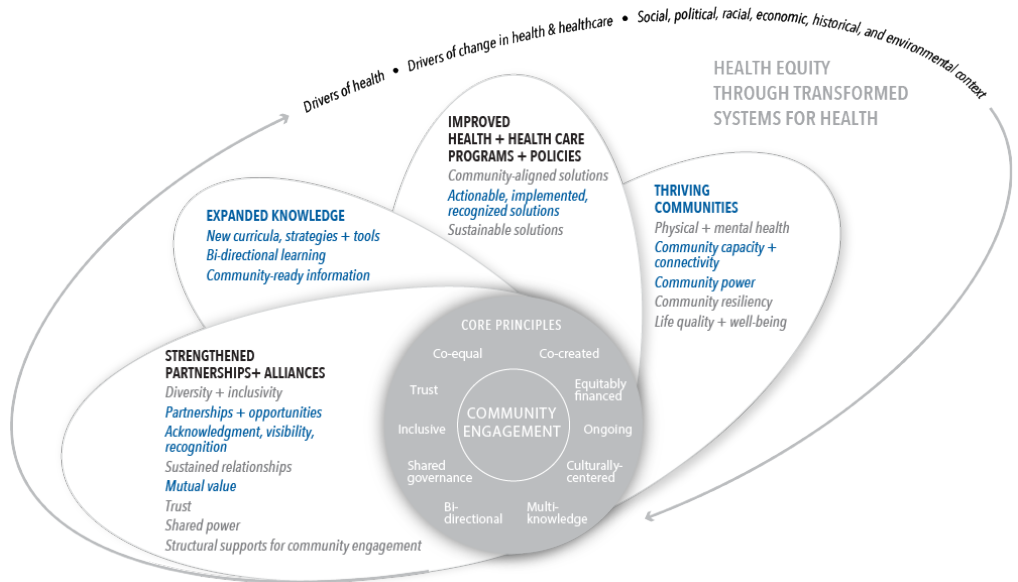 Drivers of health • Drivers of change in health & healthcare • Social, political, racial, economic, historical, and environmental context
HEALTH EQUITY
THROUGH TRANSFORMED
SYSTEMS FOR HEALTH
IMPROVED
HEALTH + HEALTH CARE
PROGRAMS + POLICIES
Community-aligned solutions
Actionable, implemented,
recognized solutions
Sustainable solutions
THRIVING
COMMUNITIES
Physical + mental health
Community capacity +
connectivity
Community power
Community resiliency
Life quality + well-being
EXPANDED KNOWLEDGE
New curricula, strategies + tools
Bi-directional learning
Community-ready information
STRENGTHENED
PARTNERSHIPS+ ALLIANCES
Diversity + inclusivity
Partnerships + opportunities
Acknowledgment, visibility,
recognition
Sustained relationships
Mutual value
Trust
Shared power
Structural supports for community engagement
CORE PRINCIPLES
Co-equal
Co-created
Trust
Equitably
financed
Inclusive
COMMUNITY
ENGAGEMENT
Ongoing
Shared
governance
Culturally-
centered
Bi-
directional
Multi-
knowledge